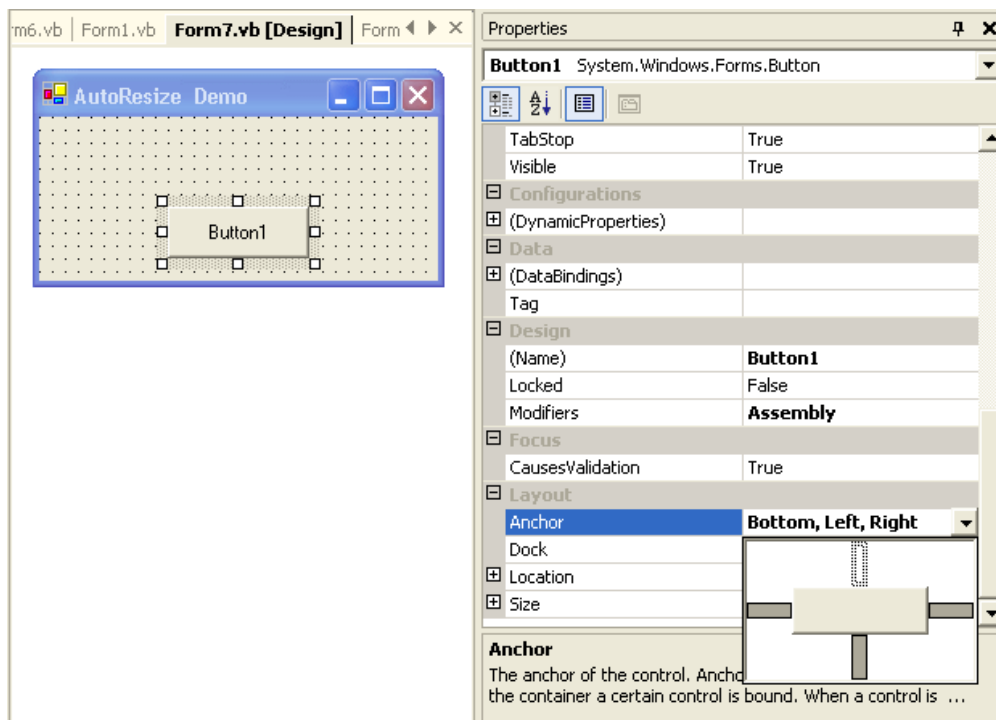 rm6.vb Form1.vb Form7.vb [Design] Form
AutoResize Demo
Button1
Properties
Button1 System.Windows.Forms.Button
TabStop True
Visible True
Configurations
(DynamicProperties)
Data
(DataBindings)
Tag
Design
(Name) Button1
Locked False
Modifiers Assembly
Focus
CausesValidation True
Layout
Anchor Bottom, Left, Right
Dock
Location
Size
Anchor
The anchor of the control. Ancho
the container a certain control is bound. When a control is ...